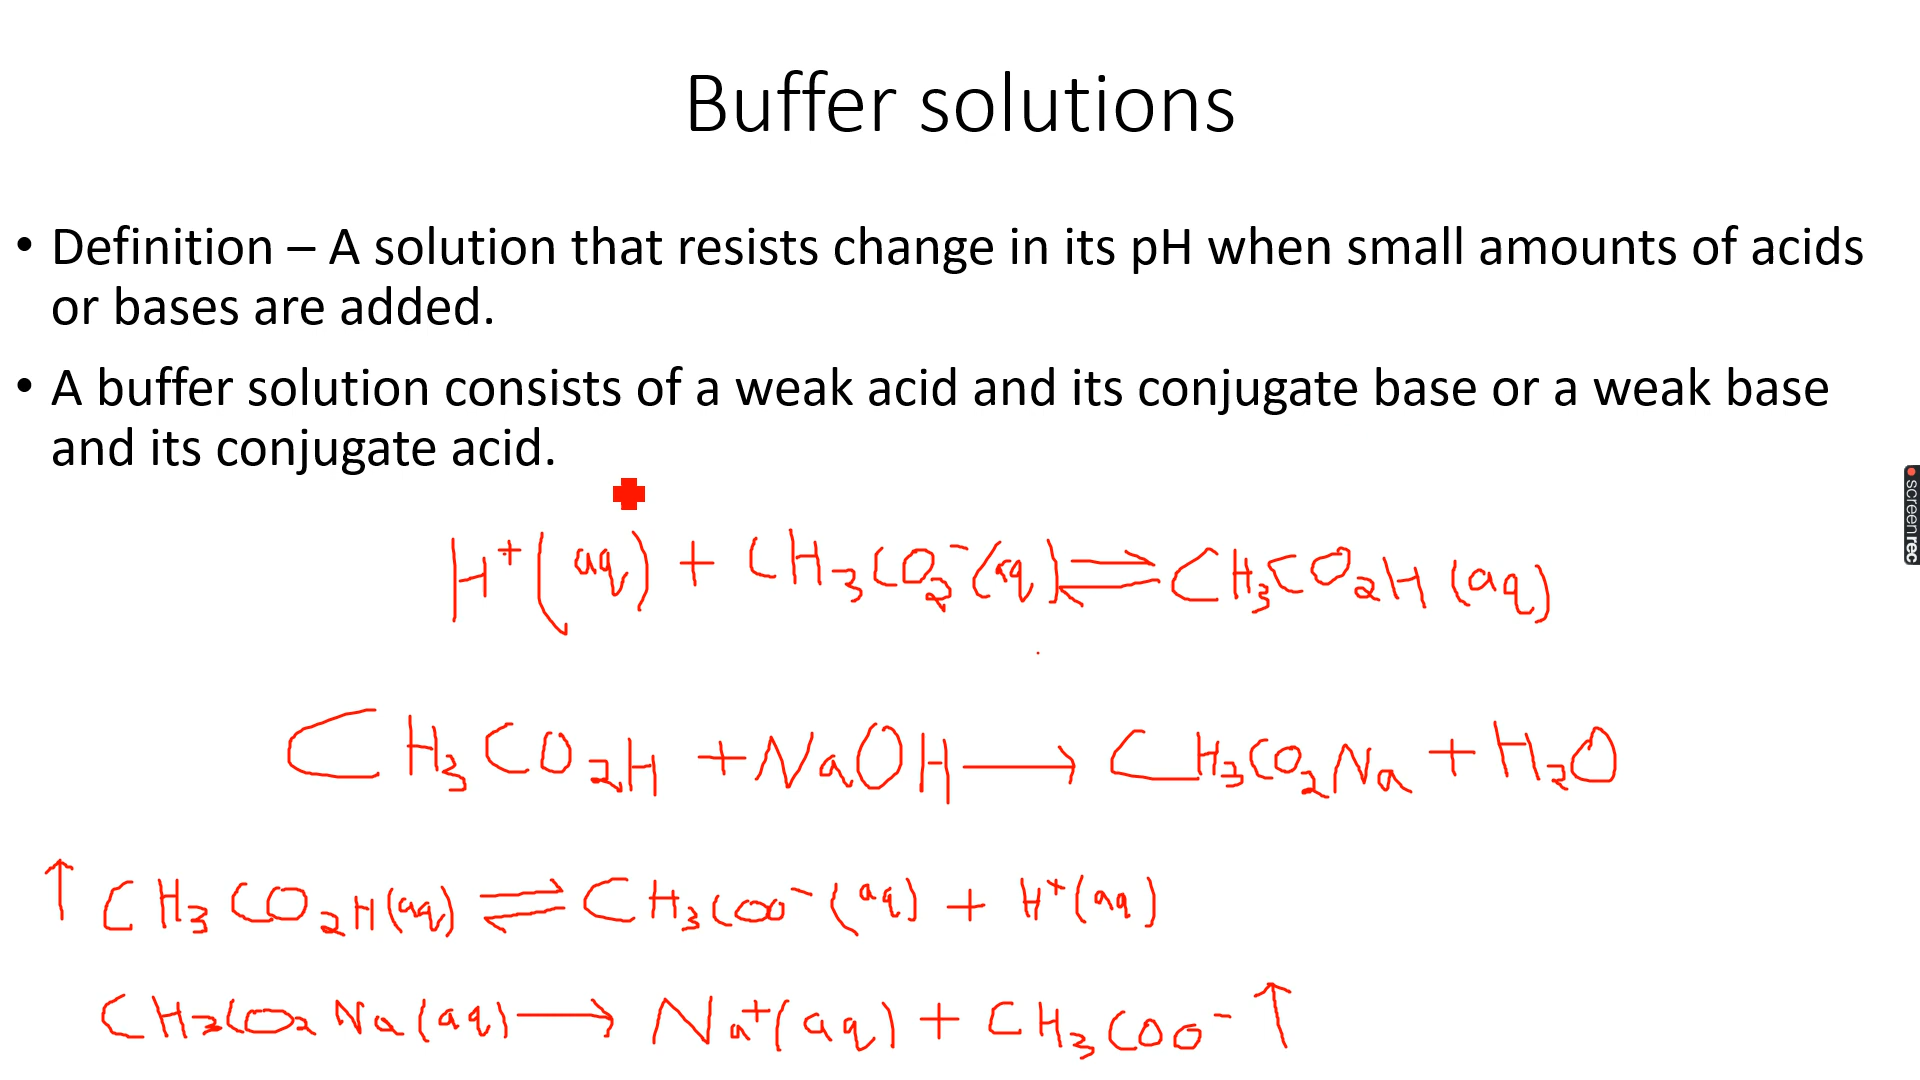 Buffer solutions
• Definition – A solution that resists change in its pH when small amounts of acids
or bases are added.
• A buffer solution consists of a weak acid and its conjugate base or a weak base
and its conjugate acid.
H⁺(aq) + CH₃CO₂⁻(aq) ⇌ CH₃CO₂H (aq)
CH₃CO₂H + NaOH → CH₃CO₂Na + H₂O
↑ CH₃CO₂H(aq) ⇌ CH₃COO⁻(aq) + H⁺(aq)
CH₃CO₂Na(aq) → Na⁺(aq) + CH₃COO⁻ ↑
screenrec